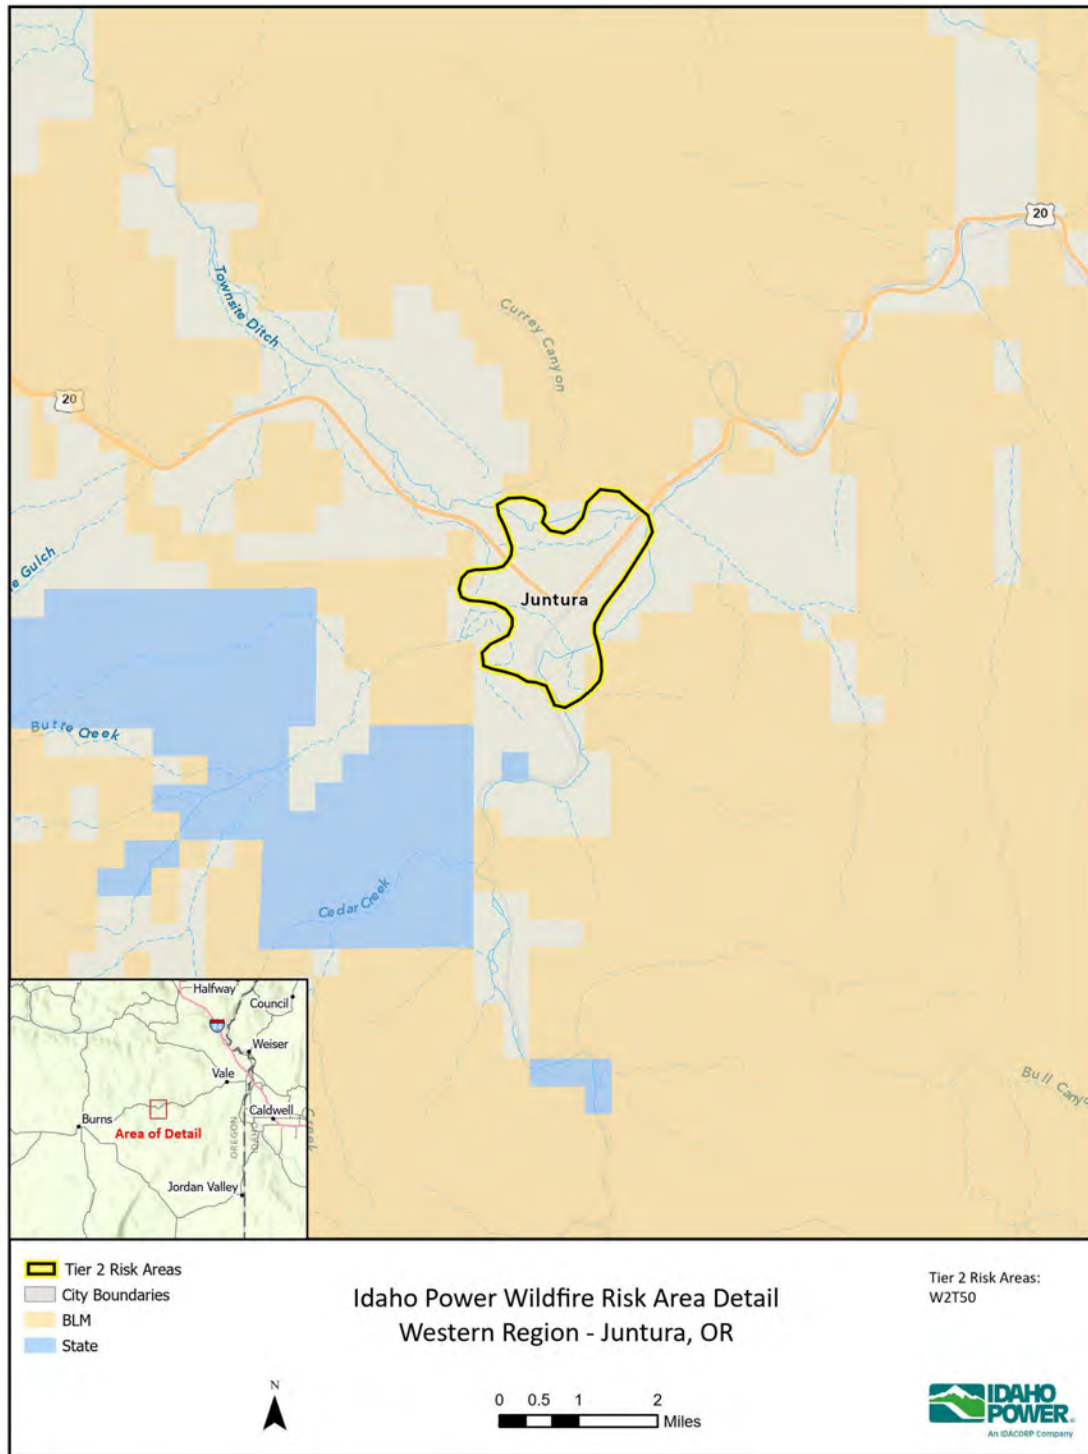 20
Townsite Ditch
Currey Canyon
20
e Gulch
Juntura
Butte Creek
Cedar Creek
Bull Canyo
Halfway
Council
Weiser
Vale
Burns
Caldwell
Area of Detail
OREGON
IDAHO
Creek
Jordan Valley
Tier 2 Risk Areas
City Boundaries
BLM
State
Idaho Power Wildfire Risk Area Detail
Western Region - Juntura, OR
N
0 0.5 1 2
Miles
Tier 2 Risk Areas:
W2T50
IDAHO
POWER®
An IDACORP Company